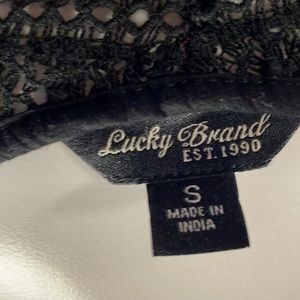 Lucky Brand
EST. 1990
S
MADE IN
INDIA